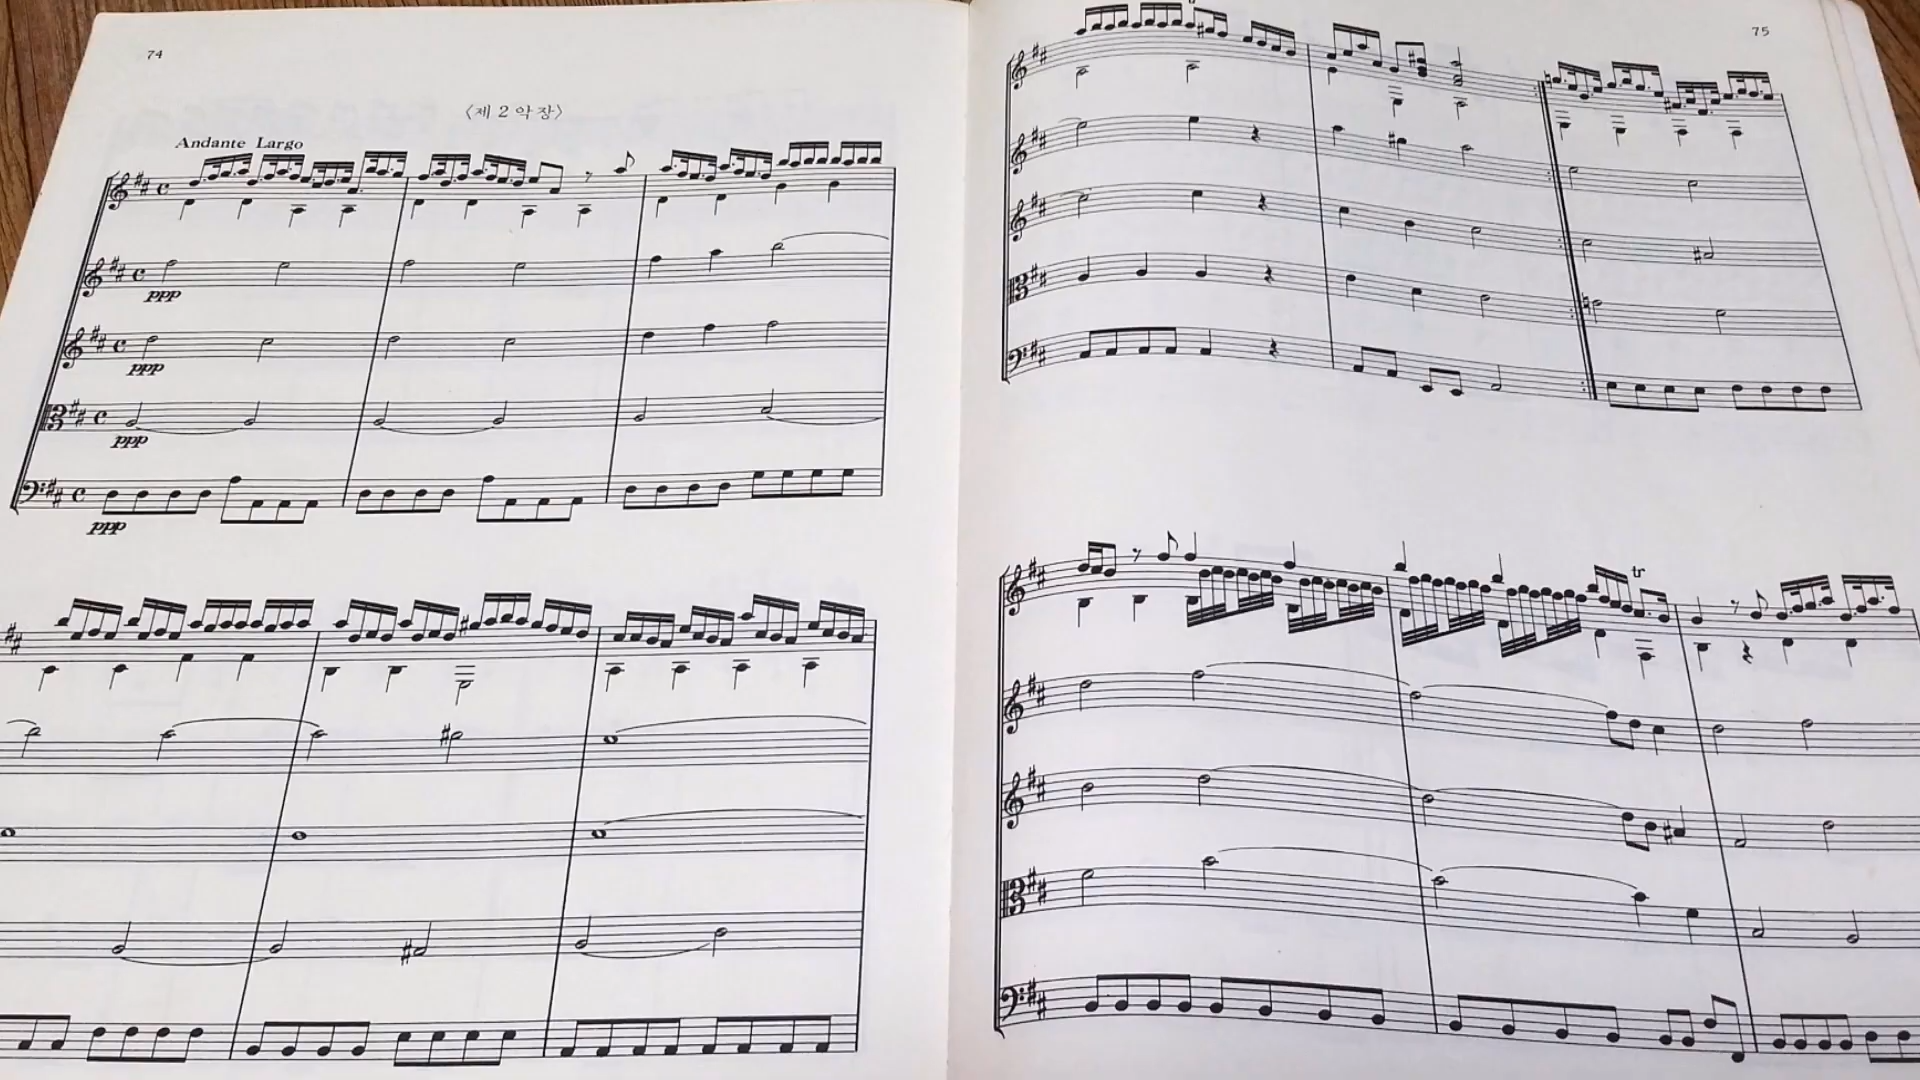 74
〈제 2 악장〉
Andante Largo
ppp
ppp
ppp
ppp
75
tr